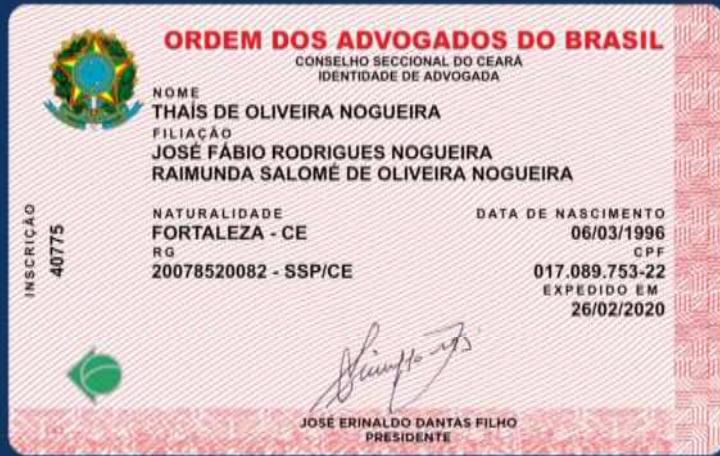 ORDEM DOS ADVOGADOS DO BRASIL
CONSELHO SECCIONAL DO CEARÁ
IDENTIDADE DE ADVOGADA
NOME
THAÍS DE OLIVEIRA NOGUEIRA
FILIAÇÃO
JOSÉ FÁBIO RODRIGUES NOGUEIRA
RAIMUNDA SALOMÉ DE OLIVEIRA NOGUEIRA
NATURALIDADE
FORTALEZA - CE
DATA DE NASCIMENTO
06/03/1996
RG
20078520082 - SSP/CE
CPF
017.089.753-22
EXPEDIDO EM
26/02/2020
INSCRIÇÃO
40775
JOSÉ ERINALDO DANTAS FILHO
PRESIDENTE